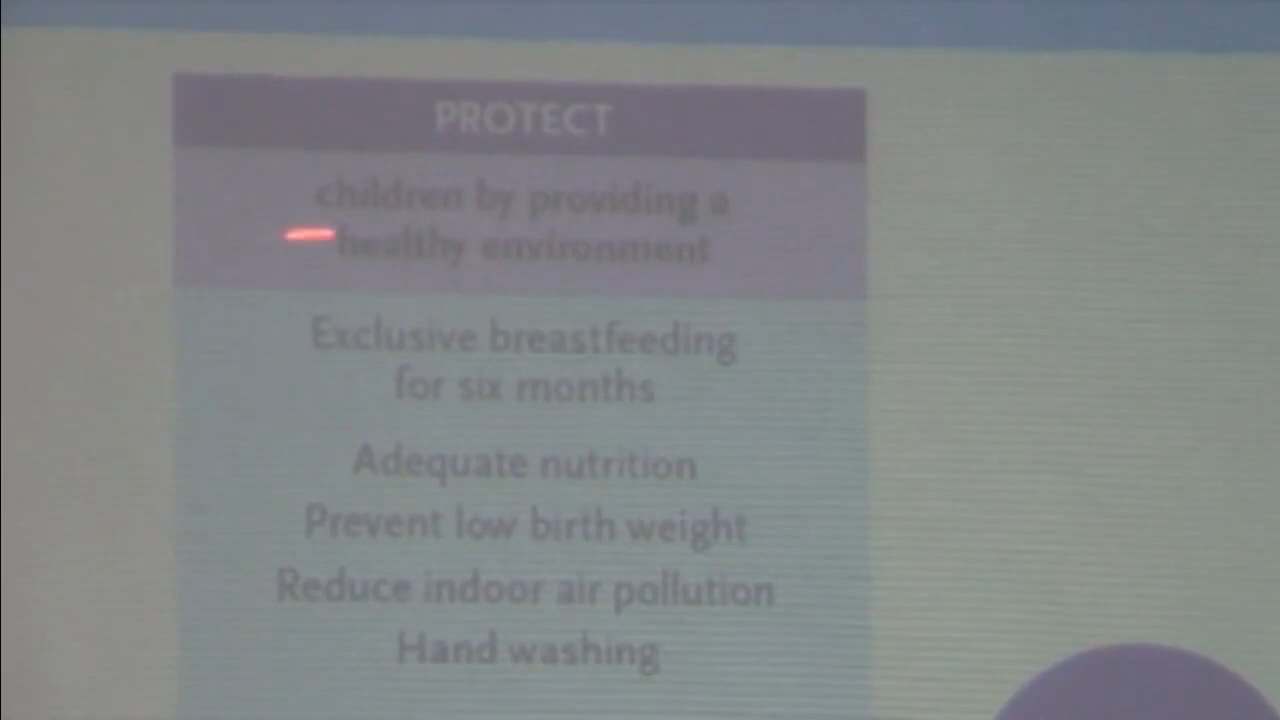 PROTECT
children by providing a
healthy environment
Exclusive breastfeeding
for six months
Adequate nutrition
Prevent low birth weight
Reduce indoor air pollution
Hand washing